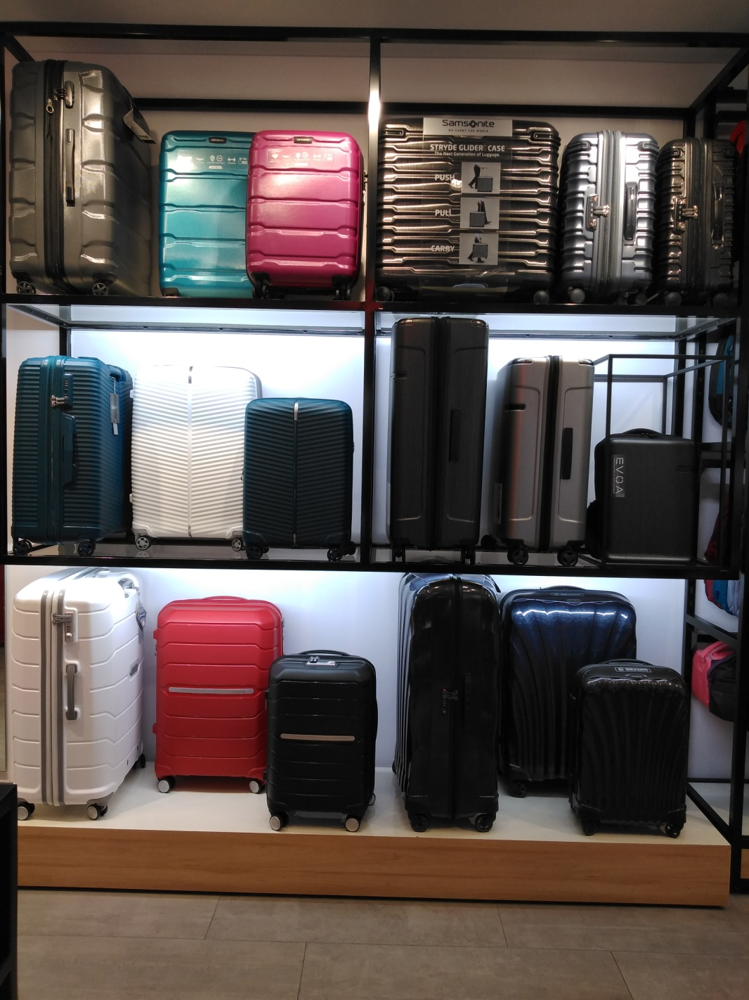 Samsonite
WE CARRY THE WORLD
STRYDE GLIDER CASE
The Next Generation of Luggage.
PUSH
PULL
CARRY
EVOA